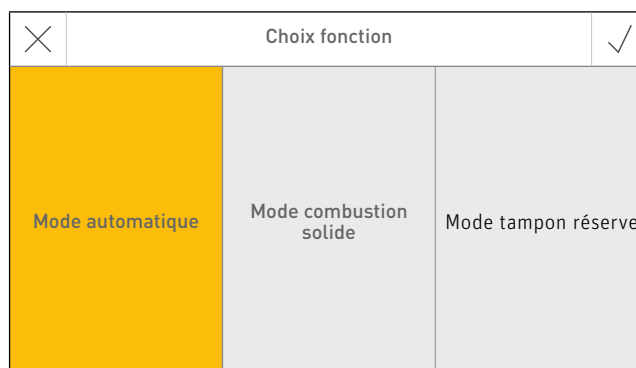 Choix fonction
Mode automatique
Mode combustion
solide
Mode tampon réserve